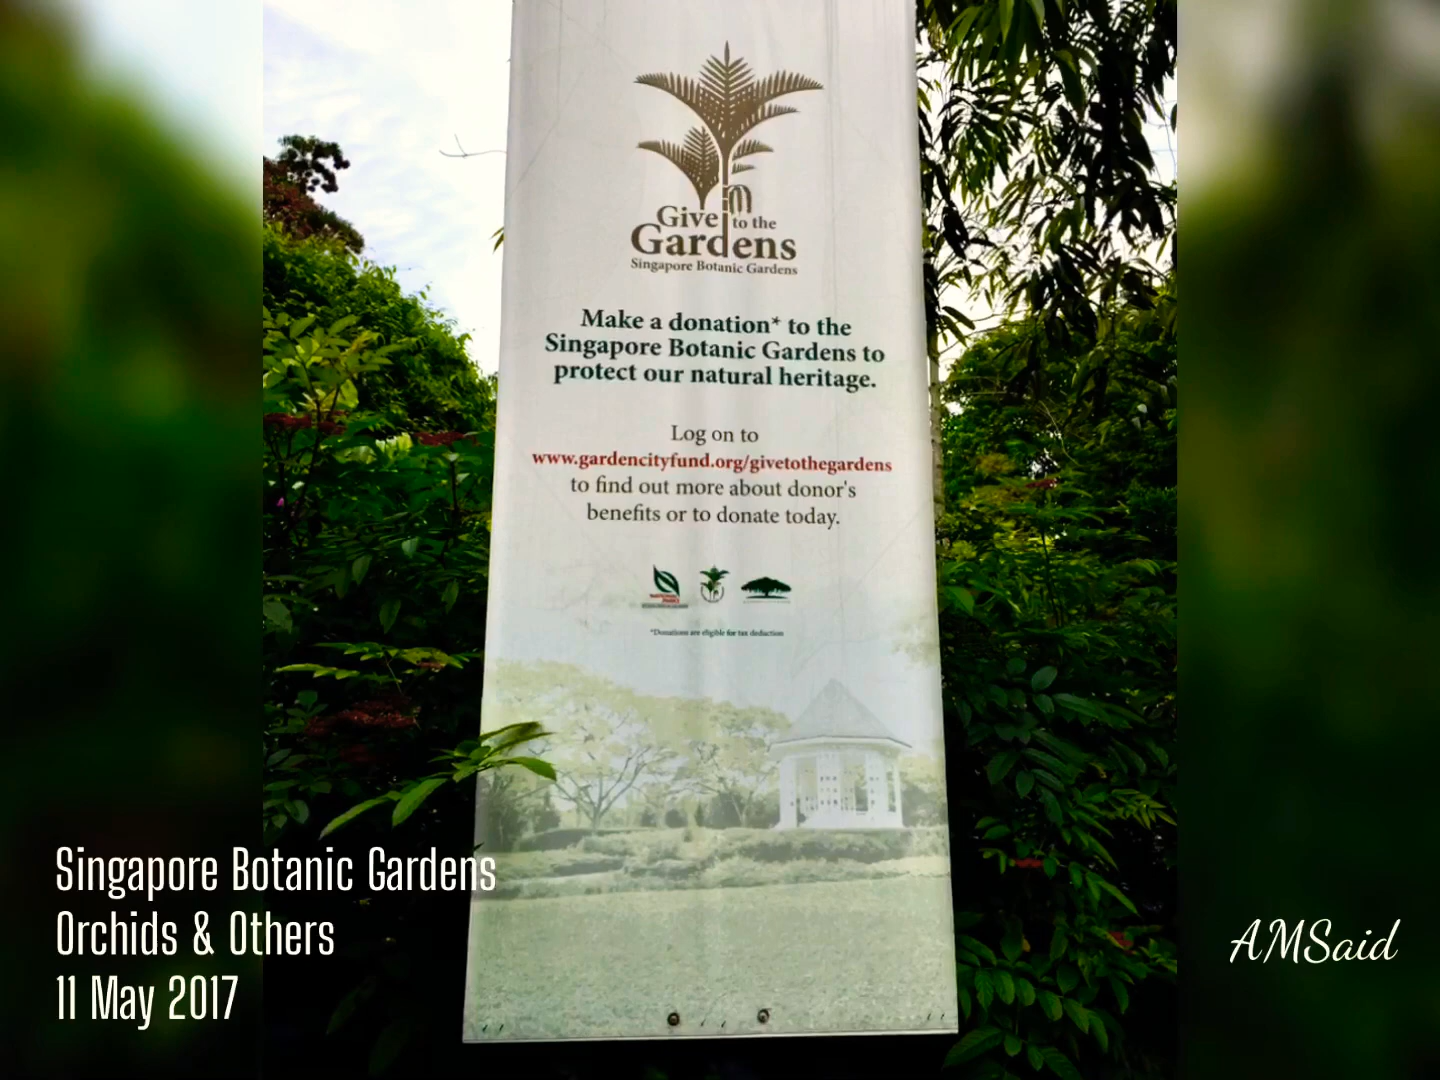 Give to the
Gardens
Singapore Botanic Gardens
Make a donation* to the
Singapore Botanic Gardens to
protect our natural heritage.
Log on to
www.gardencityfund.org/givetothegardens
to find out more about donor's
benefits or to donate today.
*Donations are eligible for tax deduction
Singapore Botanic Gardens
Orchids & Others
11 May 2017
AMSaid